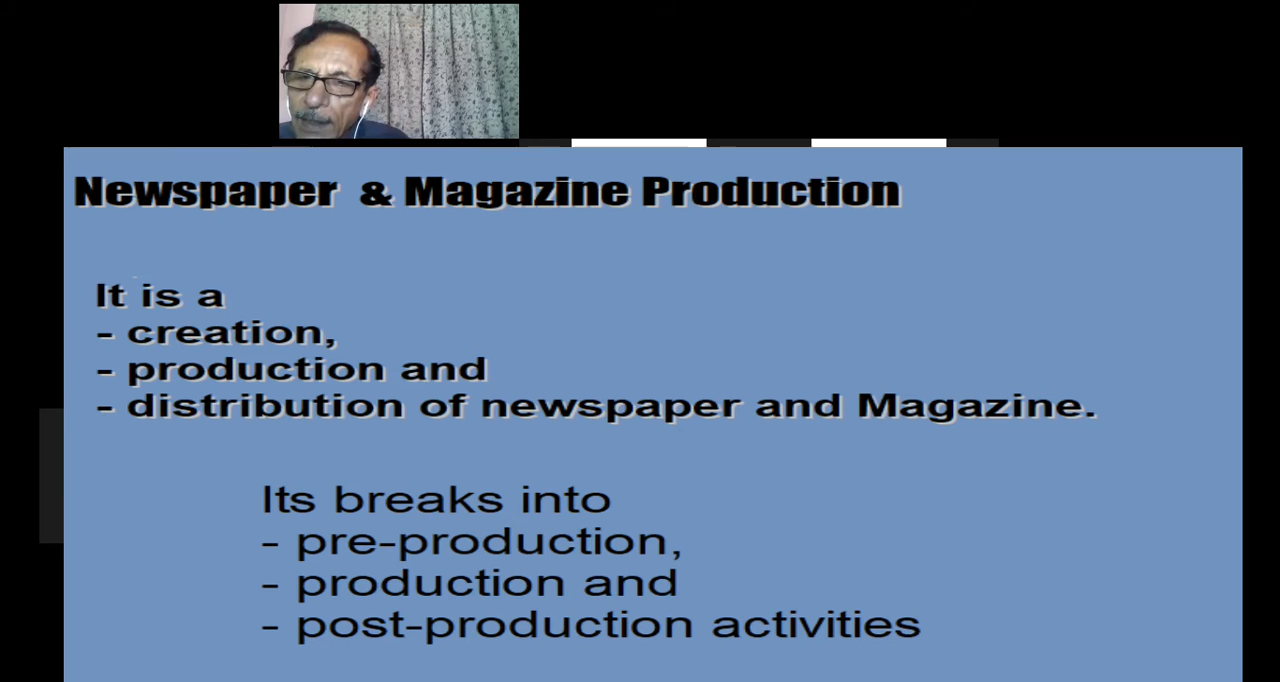 Newspaper & Magazine Production
It is a
- creation,
- production and
- distribution of newspaper and Magazine.
Its breaks into
- pre-production,
- production and
- post-production activities